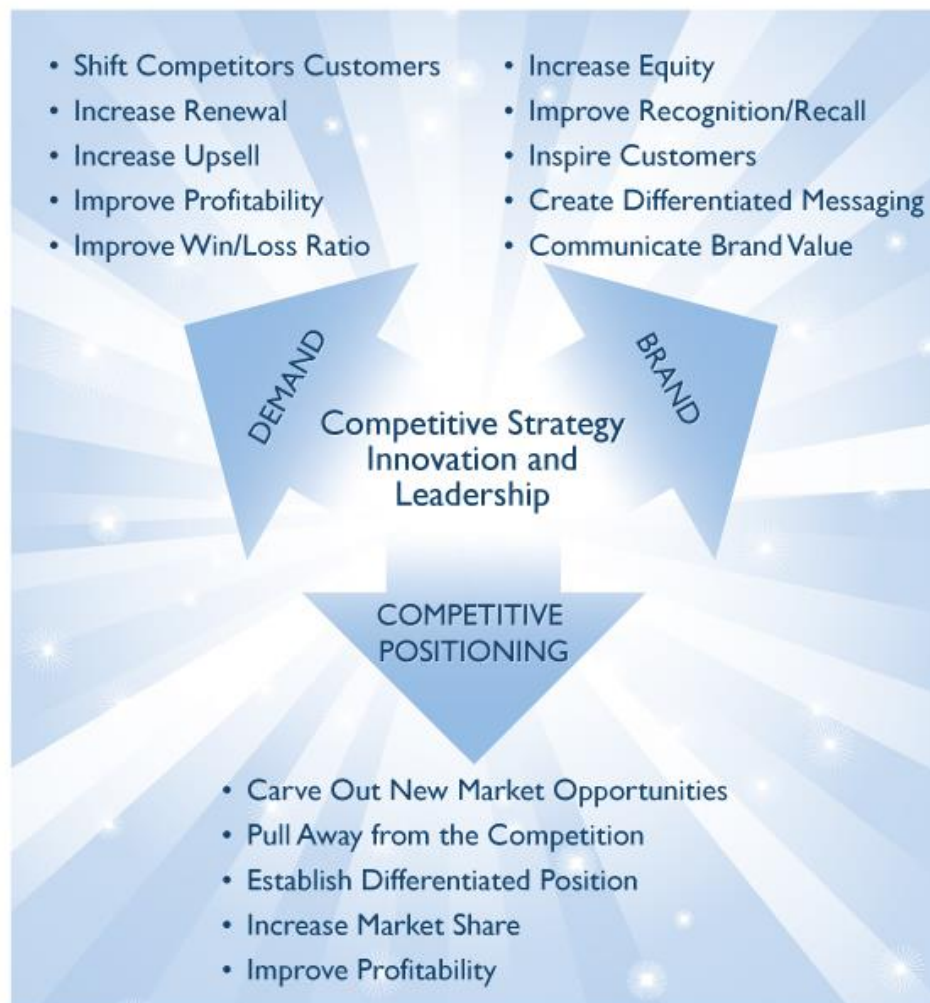 • Shift Competitors Customers
• Increase Renewal
• Increase Upsell
• Improve Profitability
• Improve Win/Loss Ratio
• Increase Equity
• Improve Recognition/Recall
• Inspire Customers
• Create Differentiated Messaging
• Communicate Brand Value
DEMAND
BRAND
Competitive Strategy
Innovation and
Leadership
COMPETITIVE
POSITIONING
• Carve Out New Market Opportunities
• Pull Away from the Competition
• Establish Differentiated Position
• Increase Market Share
• Improve Profitability